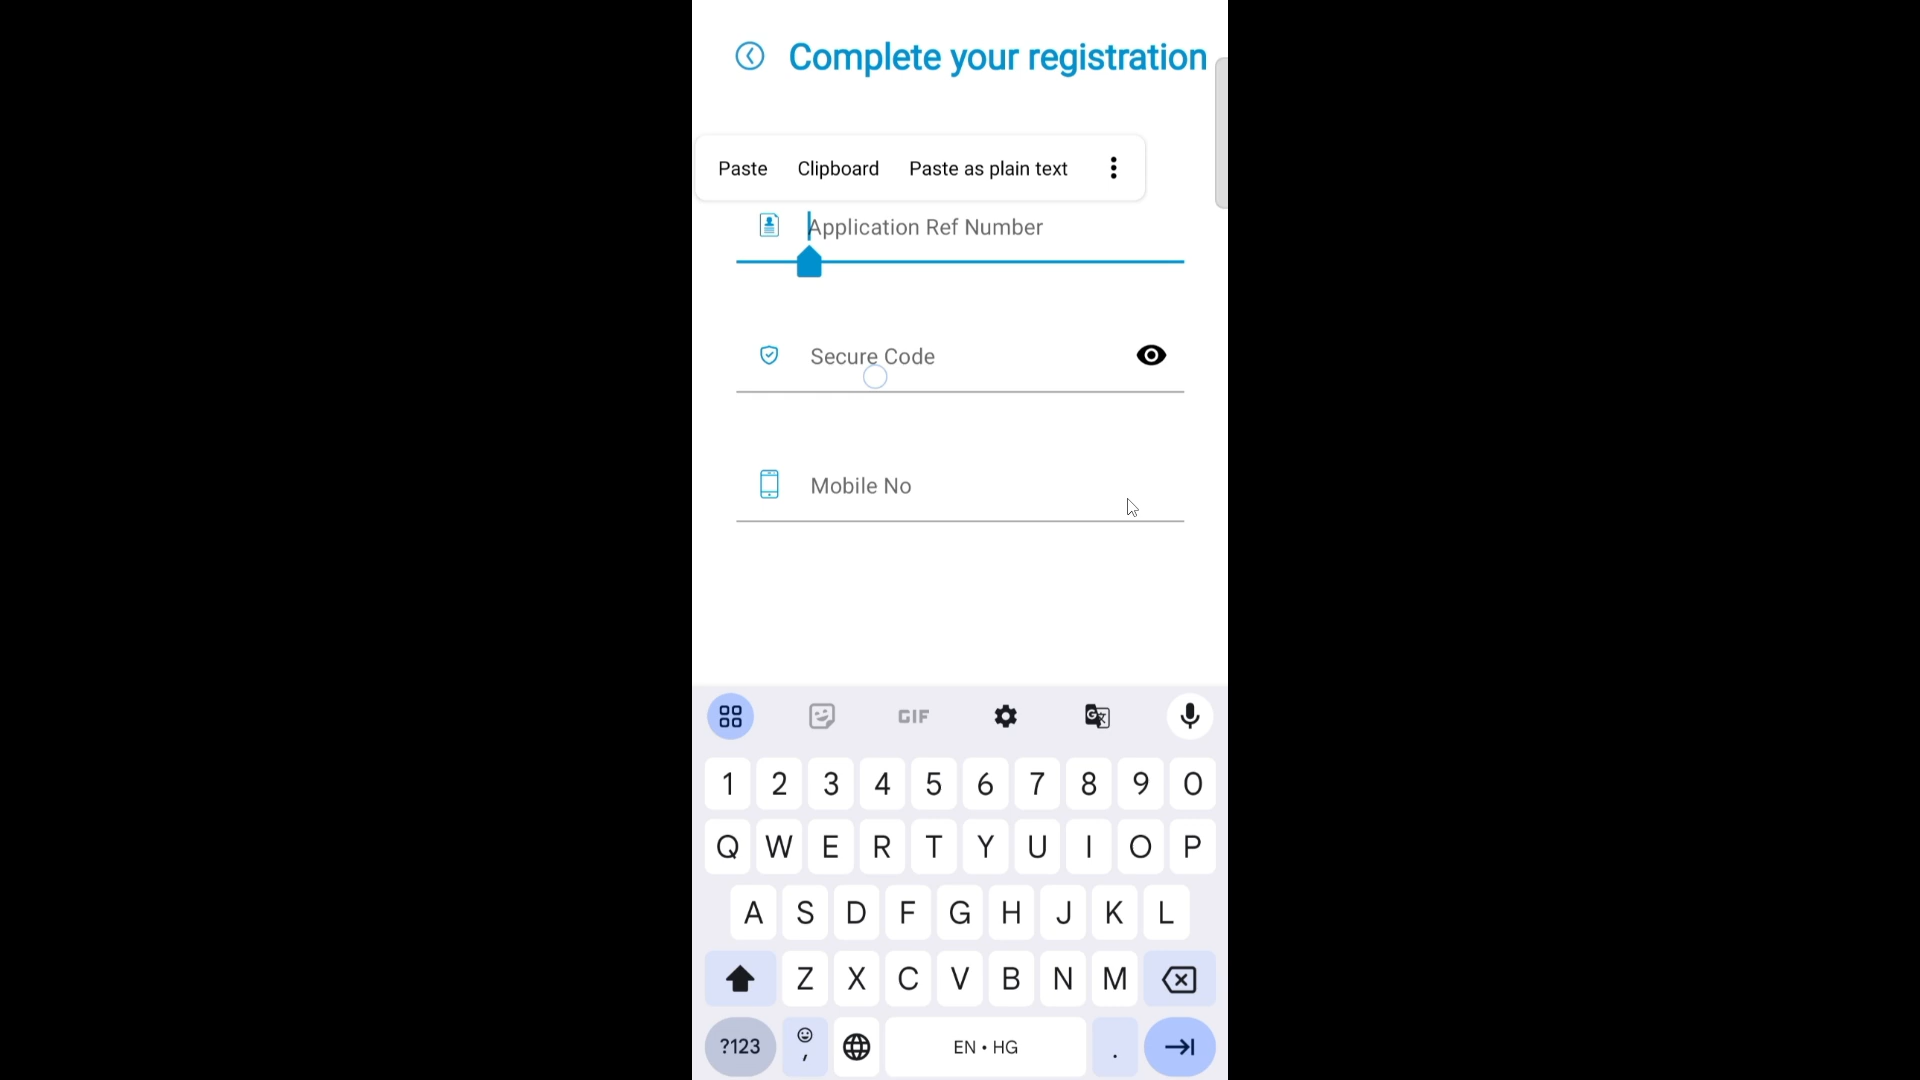 Complete your registration
Paste Clipboard Paste as plain text
Application Ref Number
Secure Code
Mobile No
GIF
1 2 3 4 5 6 7 8 9 0
Q W E R T Y U I O P
A S D F G H J K L
Z X C V B N M
?123 , EN • HG .